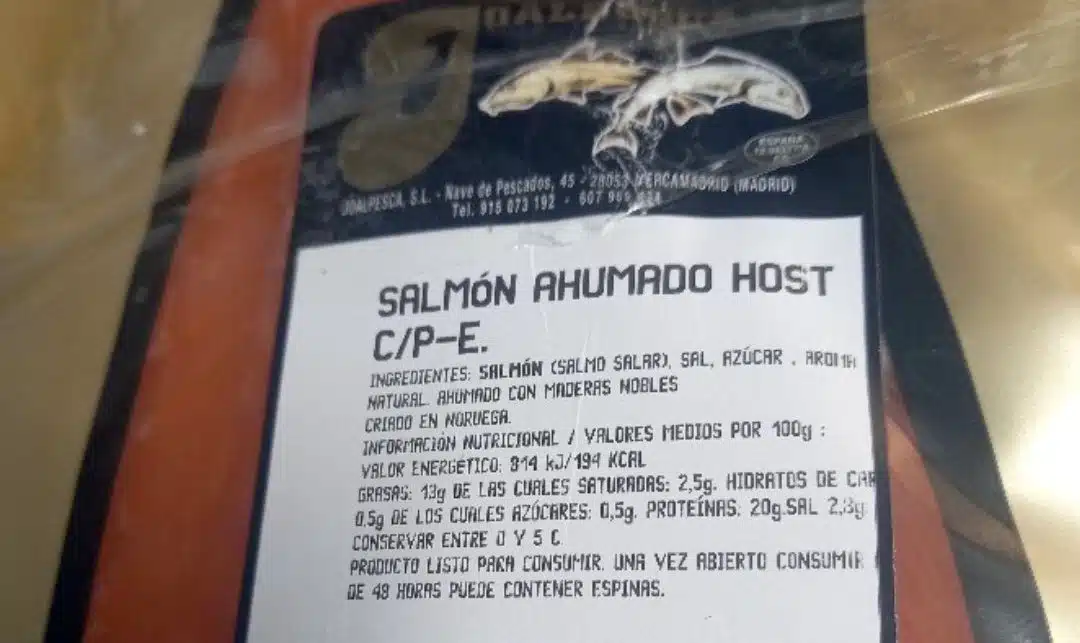 JOALPESCA, S.L. - Nave de Pescados, 45 - 28053 MERCAMADRID (MADRID)
Tel. 915 073 192 - 607
SALMÓN AHUMADO HOST
C/P-E.
INGREDIENTES: SALMÓN (SALMO SALAR), SAL, AZÚCAR , AROMA
NATURAL. AHUMADO CON MADERAS NOBLES
CRIADO EN NORUEGA.
INFORMACIÓN NUTRICIONAL / VALORES MEDIOS POR 100g :
VALOR ENERGÉTICO: 814 kJ/194 KCAL
GRASAS: 13g DE LAS CUALES SATURADAS: 2,5g. HIDRATOS DE CAR
0,5g DE LOS CUALES AZÚCARES: 0,5g. PROTEÍNAS: 20g.SAL 2,8g.
CONSERVAR ENTRE 0 Y 5 C
PRODUCTO LISTO PARA CONSUMIR. UNA VEZ ABIERTO CONSUMIR
DE 48 HORAS PUEDE CONTENER ESPINAS.